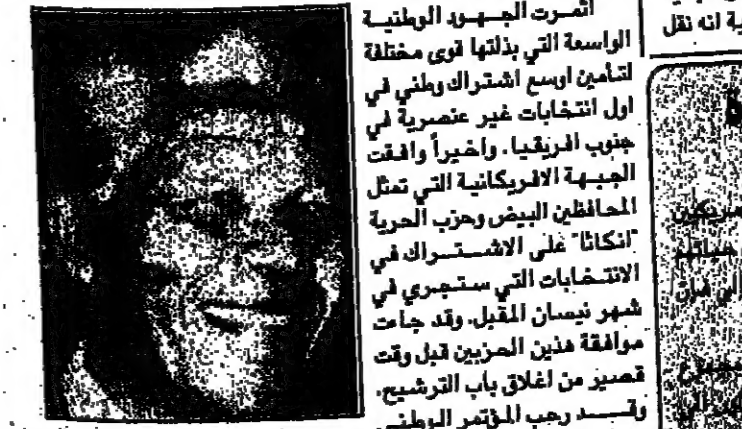 اثمرت الجهود الوطنية
الواسعة التي بذلتها قوى مختلفة
لتأمين اوسع اشتراك وطني في
اول انتخابات غير عنصرية في
جنوب افريقيا. واخيراً وافقت
الجبهة الافريكانية التي تمثل
المحافظين البيض وحزب الحرية
"انكاثا" على الاشتراك في
الانتخابات التي ستجري في
شهر نيسان المقبل. وقد جاءت
موافقة هذين الحزبين قبل وقت
قصير من اغلاق باب الترشيح.
وقد رحب المؤتمر الوطني
ية انه نقل